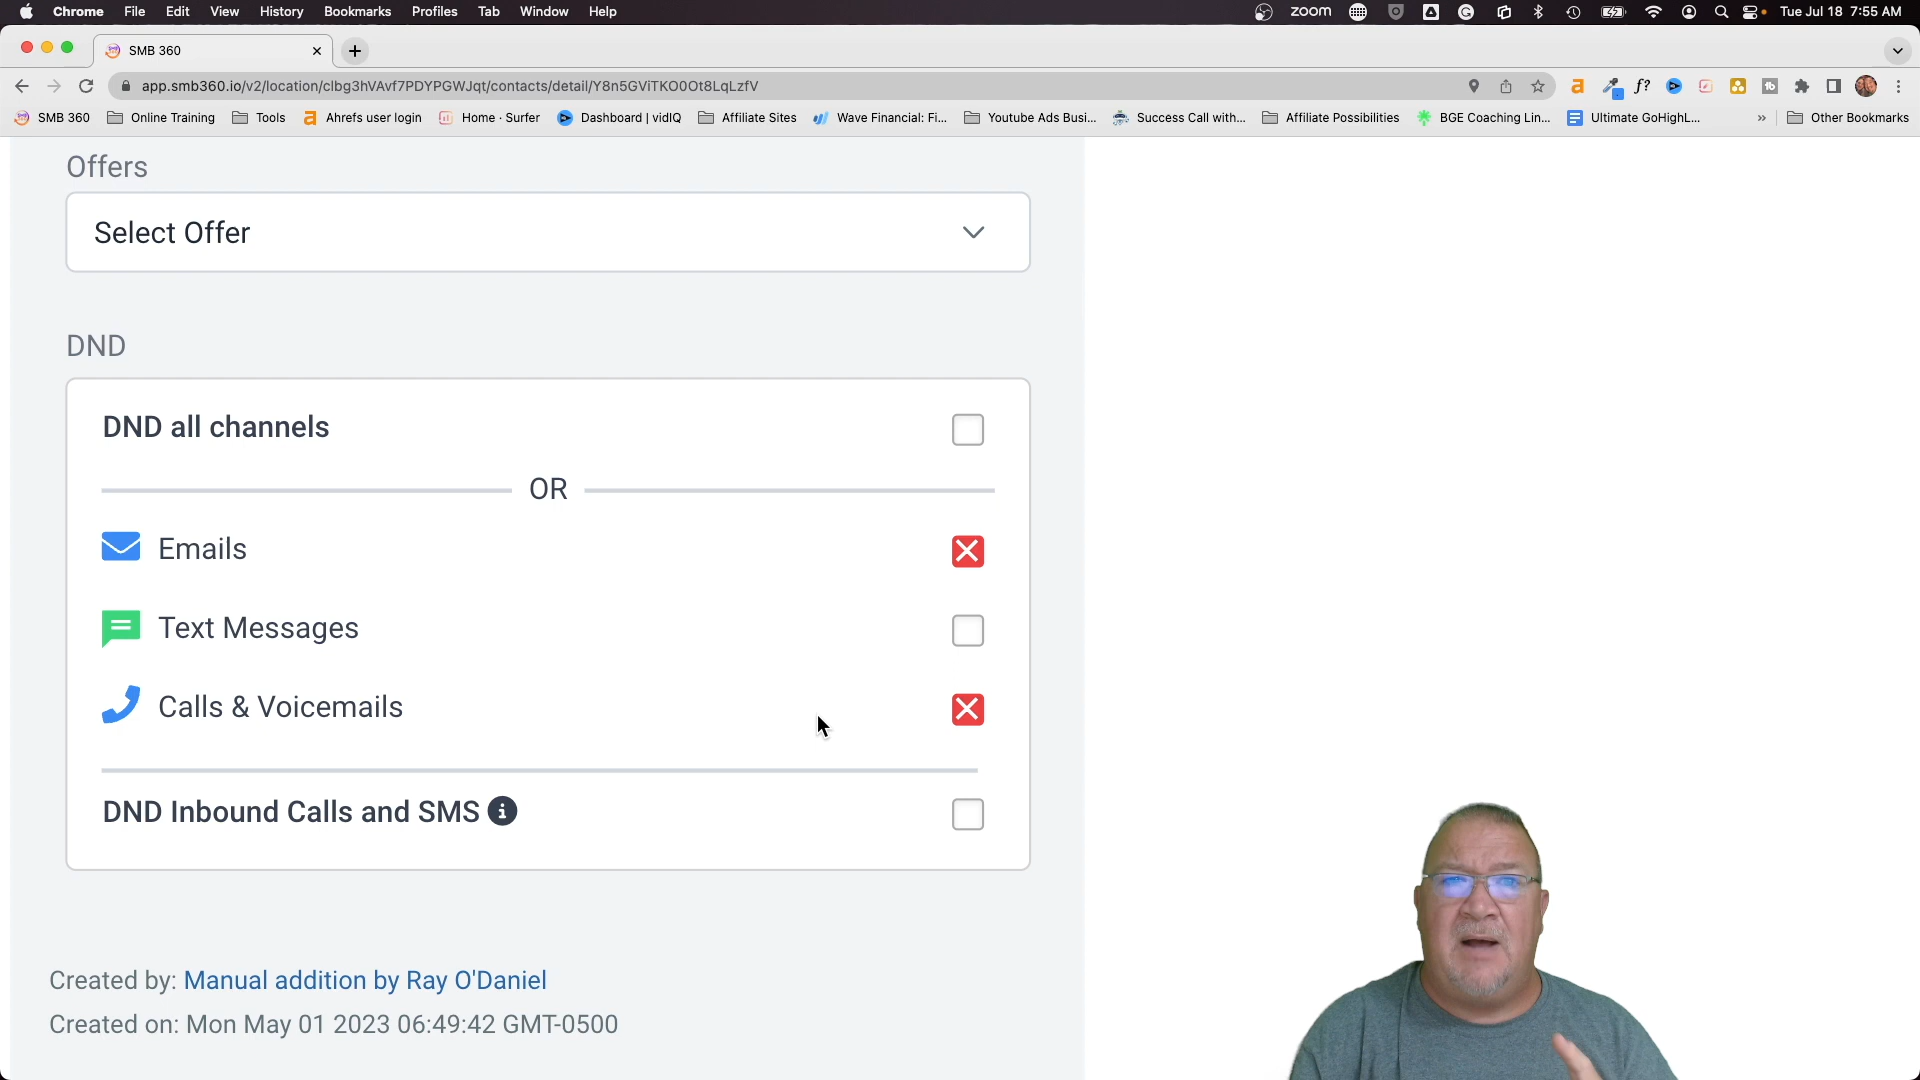 Chrome File Edit View History Bookmarks Profiles Tab Window Help zoom Tue Jul 18 7:55 AM
SMB 360
app.smb360.io/v2/location/clbg3hVAvf7PDYPGWJqt/contacts/detail/Y8n5GViTKO0Ot8LqLzfV
SMB 360 Online Training Tools Ahrefs user login Home · Surfer Dashboard | vidIQ Affiliate Sites Wave Financial: Fi... Youtube Ads Busi... Success Call with... Affiliate Possibilities BGE Coaching Lin... Ultimate GoHighL... » Other Bookmarks
Offers
Select Offer
DND
DND all channels
OR
Emails
Text Messages
Calls & Voicemails
DND Inbound Calls and SMS
Created by: Manual addition by Ray O'Daniel
Created on: Mon May 01 2023 06:49:42 GMT-0500